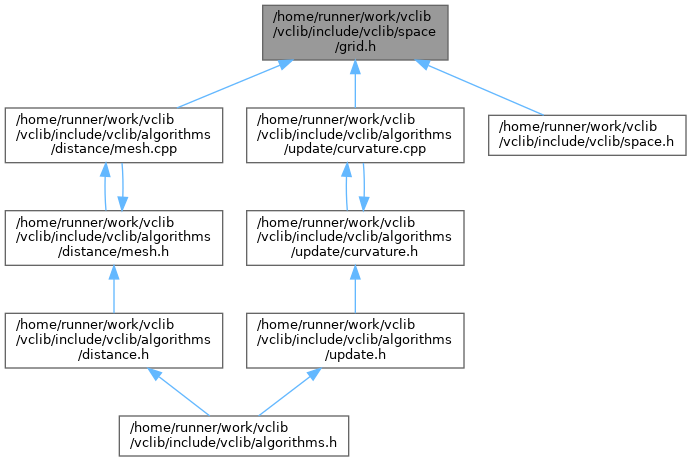 /home/runner/work/vclib
/vclib/include/vclib/space
/grid.h
/home/runner/work/vclib
/vclib/include/vclib/algorithms
/distance/mesh.cpp
/home/runner/work/vclib
/vclib/include/vclib/algorithms
/update/curvature.cpp
/home/runner/work/vclib
/vclib/include/vclib/space.h
/home/runner/work/vclib
/vclib/include/vclib/algorithms
/distance/mesh.h
/home/runner/work/vclib
/vclib/include/vclib/algorithms
/update/curvature.h
/home/runner/work/vclib
/vclib/include/vclib/algorithms
/distance.h
/home/runner/work/vclib
/vclib/include/vclib/algorithms
/update.h
/home/runner/work/vclib
/vclib/include/vclib/algorithms.h